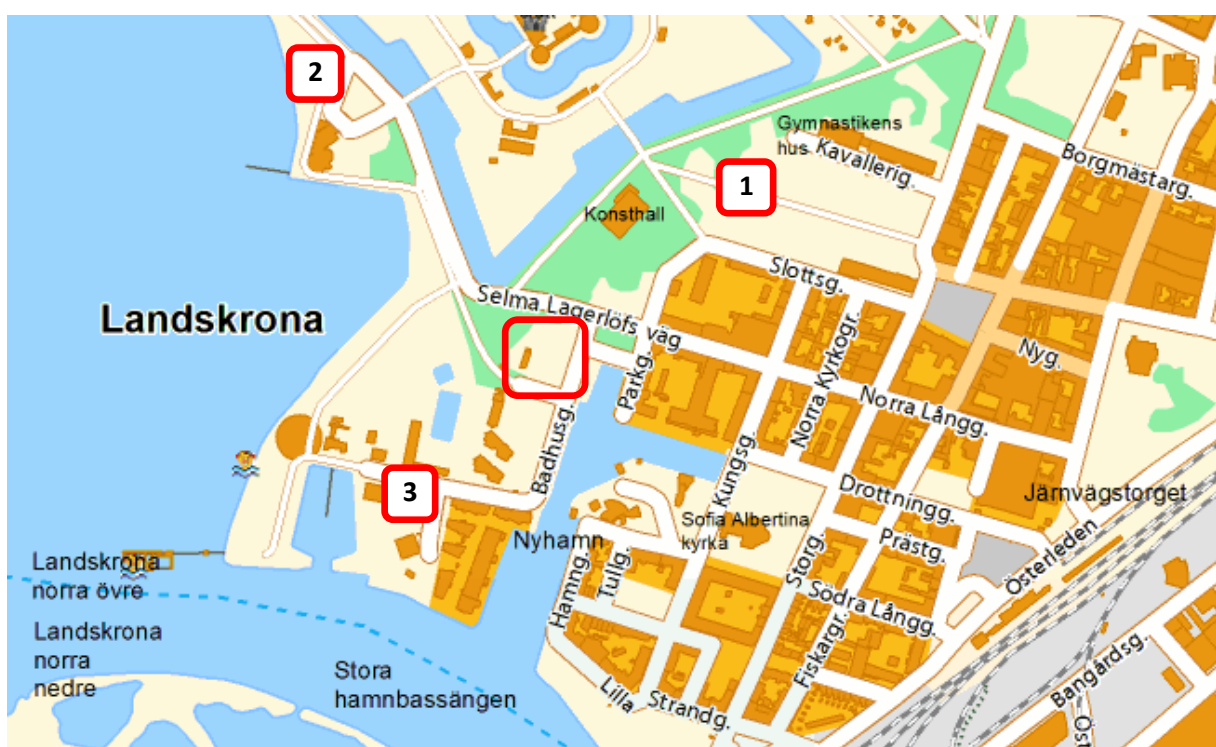 2
Gymnastikens
hus
Kavallerig.
Borgmästarg.
1
Konsthall
Slottsg.
Selma Lagerlöfs väg
Landskrona
Nyg.
Parkg.
Norra Kyrkogr.
Norra Långg.
Badhusg.
Kungsg.
3
Drottningg.
Järnvägstorget
Sofia Albertina
kyrka
Nyhamn
Prästg.
Österleden
Storg.
Landskrona
norra övre
Hamng.
Tullg.
Södra Långg.
Landskrona
norra
nedre
Fiskargr.
Bangårdsg.
Stora
hamnbassängen
Lilla
Strandg.
Öst